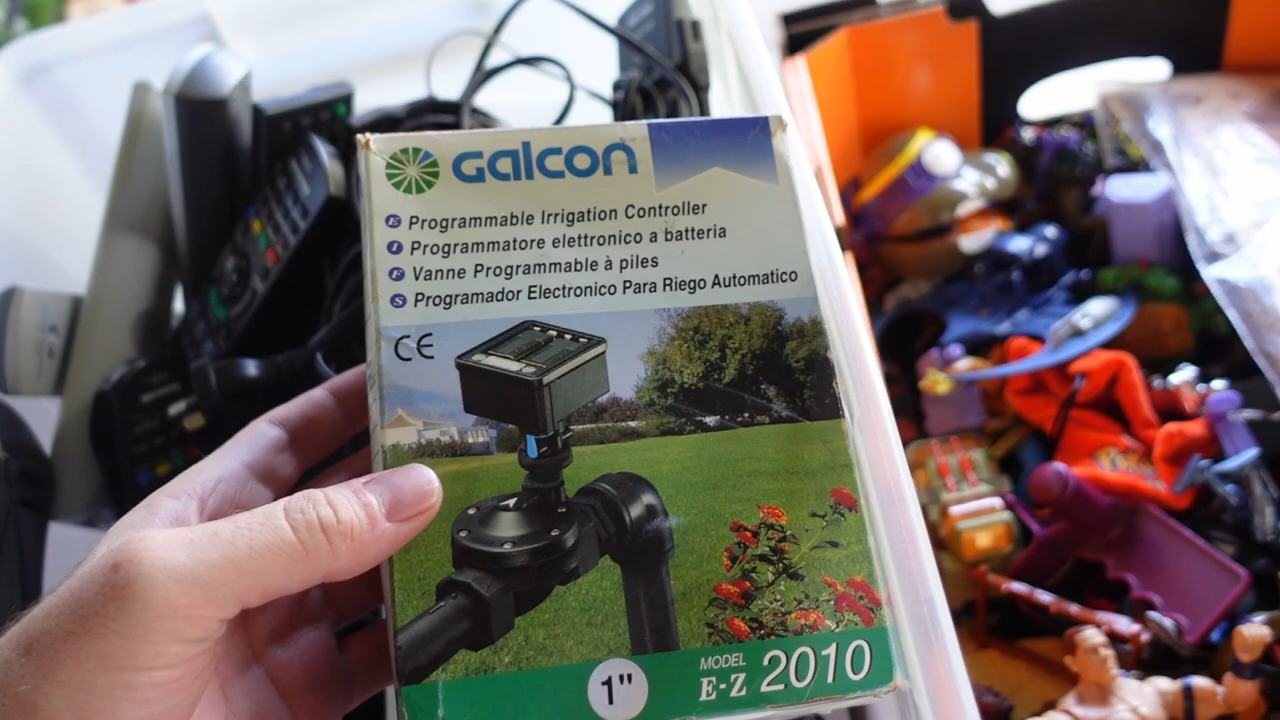 Galcon
E Programmable Irrigation Controller
I Programmatore elettronico a batteria
F Vanne Programmable à piles
S Programador Electronico Para Riego Automatico
CE
1" MODEL
E-Z 2010